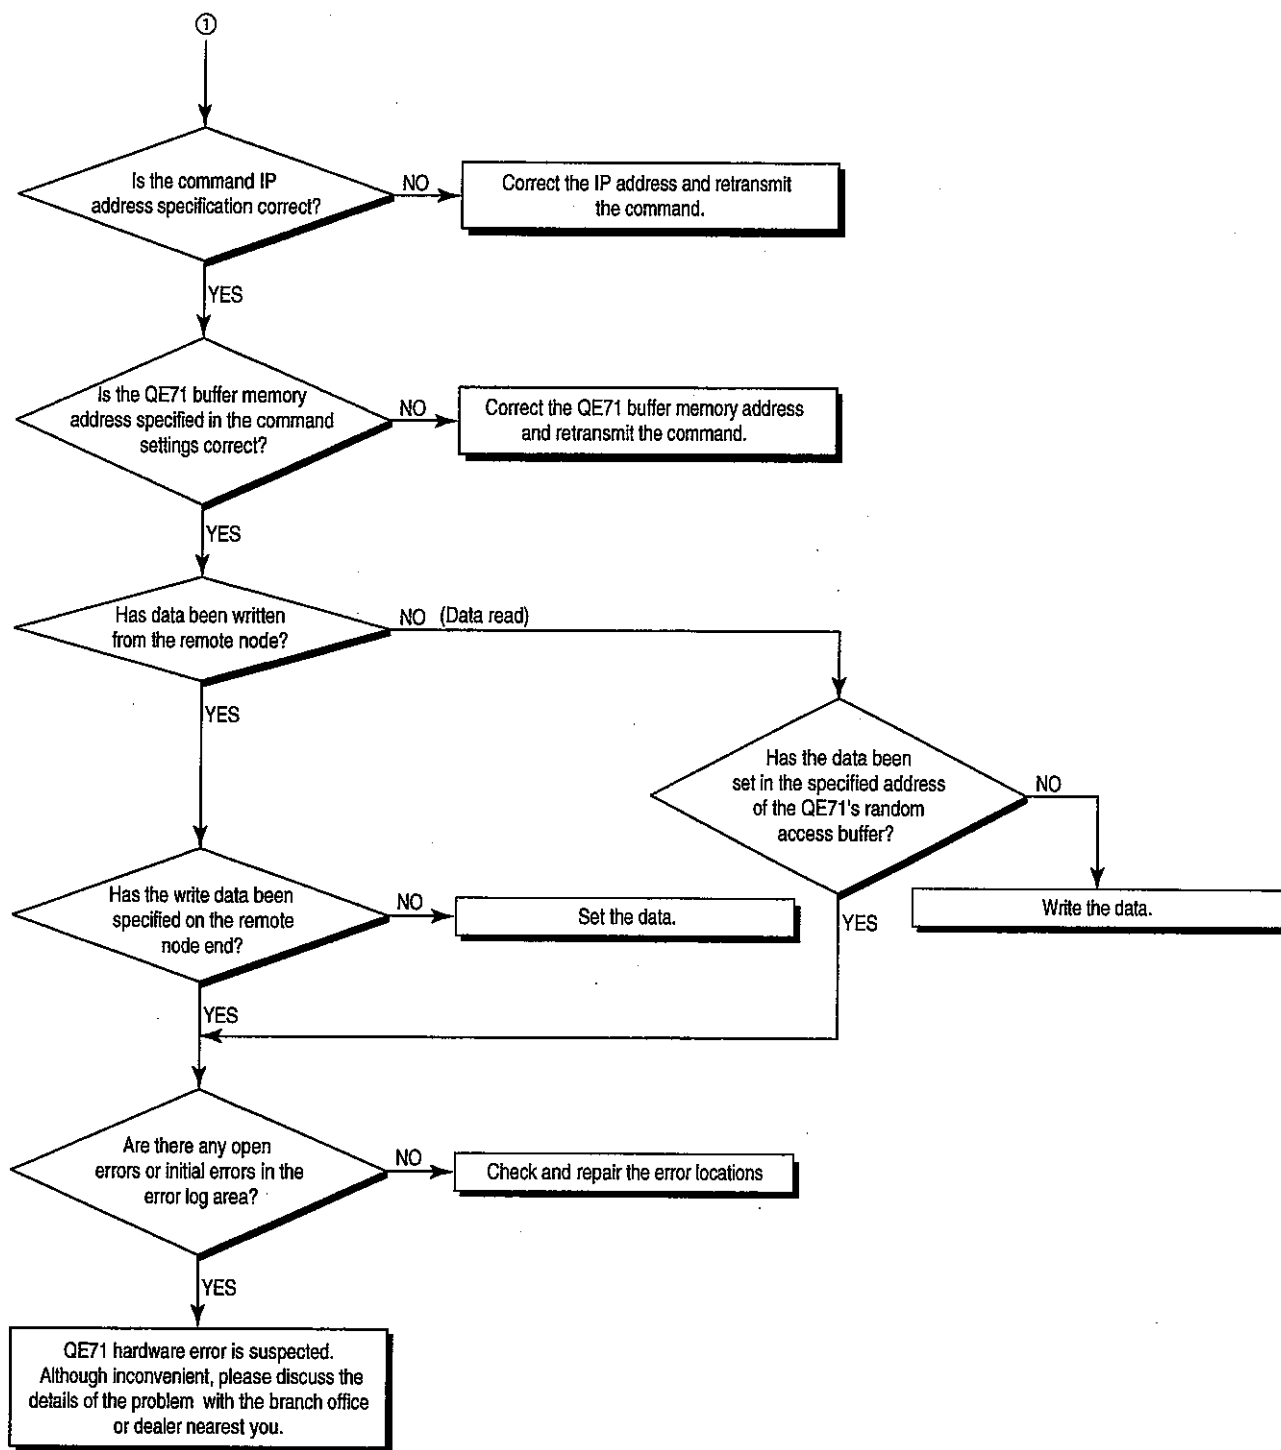 ①
Is the command IP
address specification correct?
NO
Correct the IP address and retransmit
the command.
YES
Is the QE71 buffer memory
address specified in the command
settings correct?
NO
Correct the QE71 buffer memory address
and retransmit the command.
YES
Has data been written
from the remote node?
NO (Data read)
YES
Has the data been
set in the specified address
of the QE71's random
access buffer?
NO
Write the data.
YES
Has the write data been
specified on the remote
node end?
NO
Set the data.
YES
Are there any open
errors or initial errors in the
error log area?
NO
Check and repair the error locations
YES
QE71 hardware error is suspected.
Although inconvenient, please discuss the
details of the problem with the branch office
or dealer nearest you.